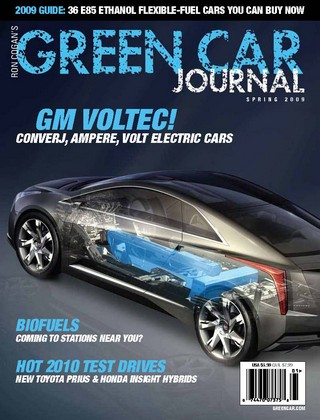 2009 GUIDE: 36 E85 ETHANOL FLEXIBLE-FUEL CARS YOU CAN BUY NOW
RON COGAN'S
GREEN CAR
JOURNAL
SPRING 2009
GM VOLTEC!
CONVERJ, AMPERE, VOLT ELECTRIC CARS
BIOFUELS
COMING TO STATIONS NEAR YOU?
HOT 2010 TEST DRIVES
NEW TOYOTA PRIUS & HONDA INSIGHT HYBRIDS
GREENCAR.COM